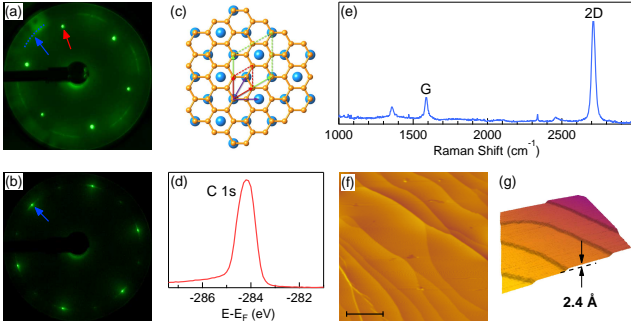 (a)
(c)
(e)
2D
G
1000
1500
2000
2500
Raman Shift (cm⁻¹)
(b)
(d)
C 1s
-286
-284
-282
E-E_F (eV)
(f)
(g)
2.4 Å